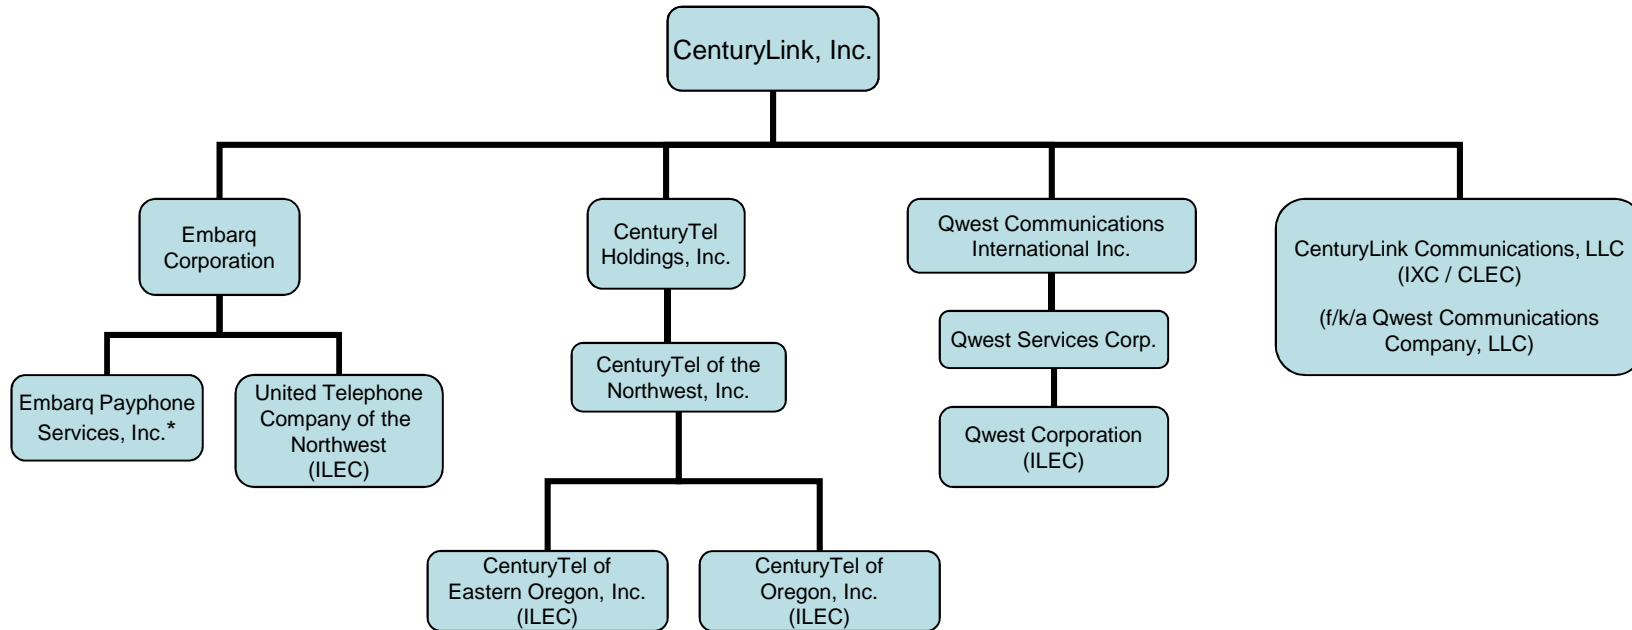 CenturyLink, Inc.
Embarq
Corporation
CenturyTel
Holdings, Inc.
Qwest Communications
International Inc.
CenturyLink Communications, LLC
(IXC / CLEC)
(f/k/a Qwest Communications
Company, LLC)
Qwest Services Corp.
Embarq Payphone
Services, Inc.*
United Telephone
Company of the
Northwest
(ILEC)
CenturyTel of the
Northwest, Inc.
Qwest Corporation
(ILEC)
CenturyTel of
Eastern Oregon, Inc.
(ILEC)
CenturyTel of
Oregon, Inc.
(ILEC)